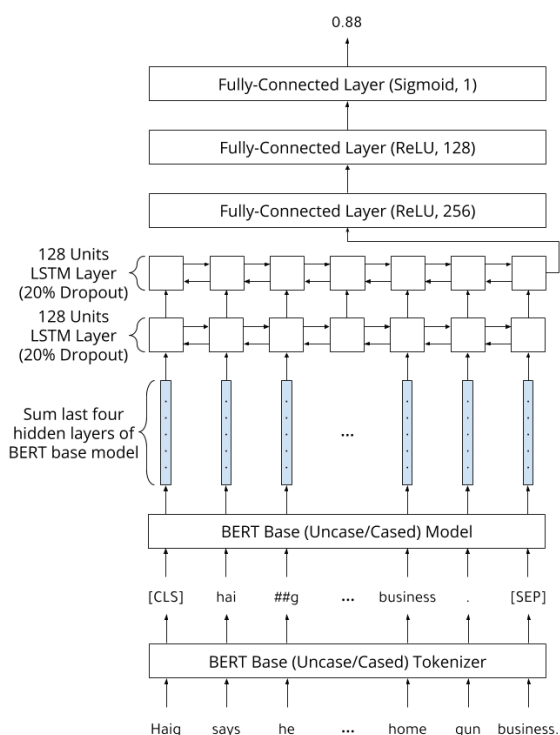 0.88
Fully-Connected Layer (Sigmoid, 1)
Fully-Connected Layer (ReLU, 128)
Fully-Connected Layer (ReLU, 256)
128 Units
LSTM Layer
(20% Dropout)
128 Units
LSTM Layer
(20% Dropout)
Sum last four
hidden layers of
BERT base model
...
BERT Base (Uncase/Cased) Model
[CLS] hai ##g ... business . [SEP]
BERT Base (Uncase/Cased) Tokenizer
Haig says he ... home gun business.